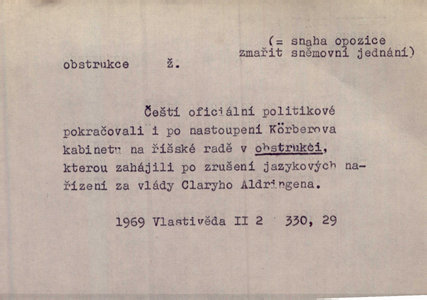 (= snaha opozice
zmařit sněmovní jednání)
obstrukce ž.
Čeští oficiální politikové
pokračovali i po nastoupení Körberova
kabinetu na říšské radě v obstrukci,
kterou zahájili po zrušení jazykových na-
řízení za vlády Claryho Aldringena.
1969 Vlastivěda II 2 330, 29